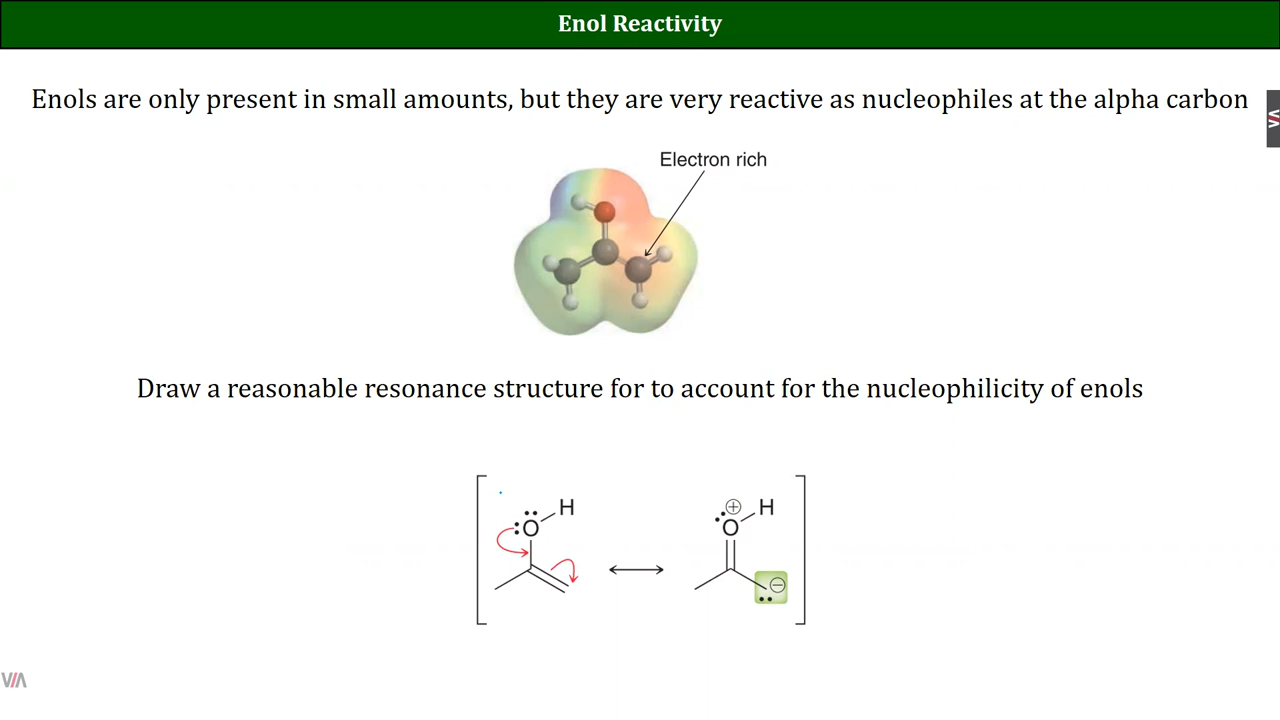 Enol Reactivity
Enols are only present in small amounts, but they are very reactive as nucleophiles at the alpha carbon
Electron rich
Draw a reasonable resonance structure for to account for the nucleophilicity of enols
H
O
⊕
H
O
⊖
VIA